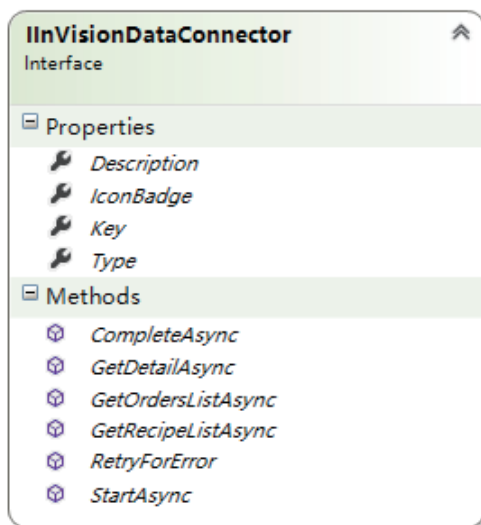 IInVisionDataConnector
Interface
Properties
Description
IconBadge
Key
Type
Methods
CompleteAsync
GetDetailAsync
GetOrdersListAsync
GetRecipeListAsync
RetryForError
StartAsync